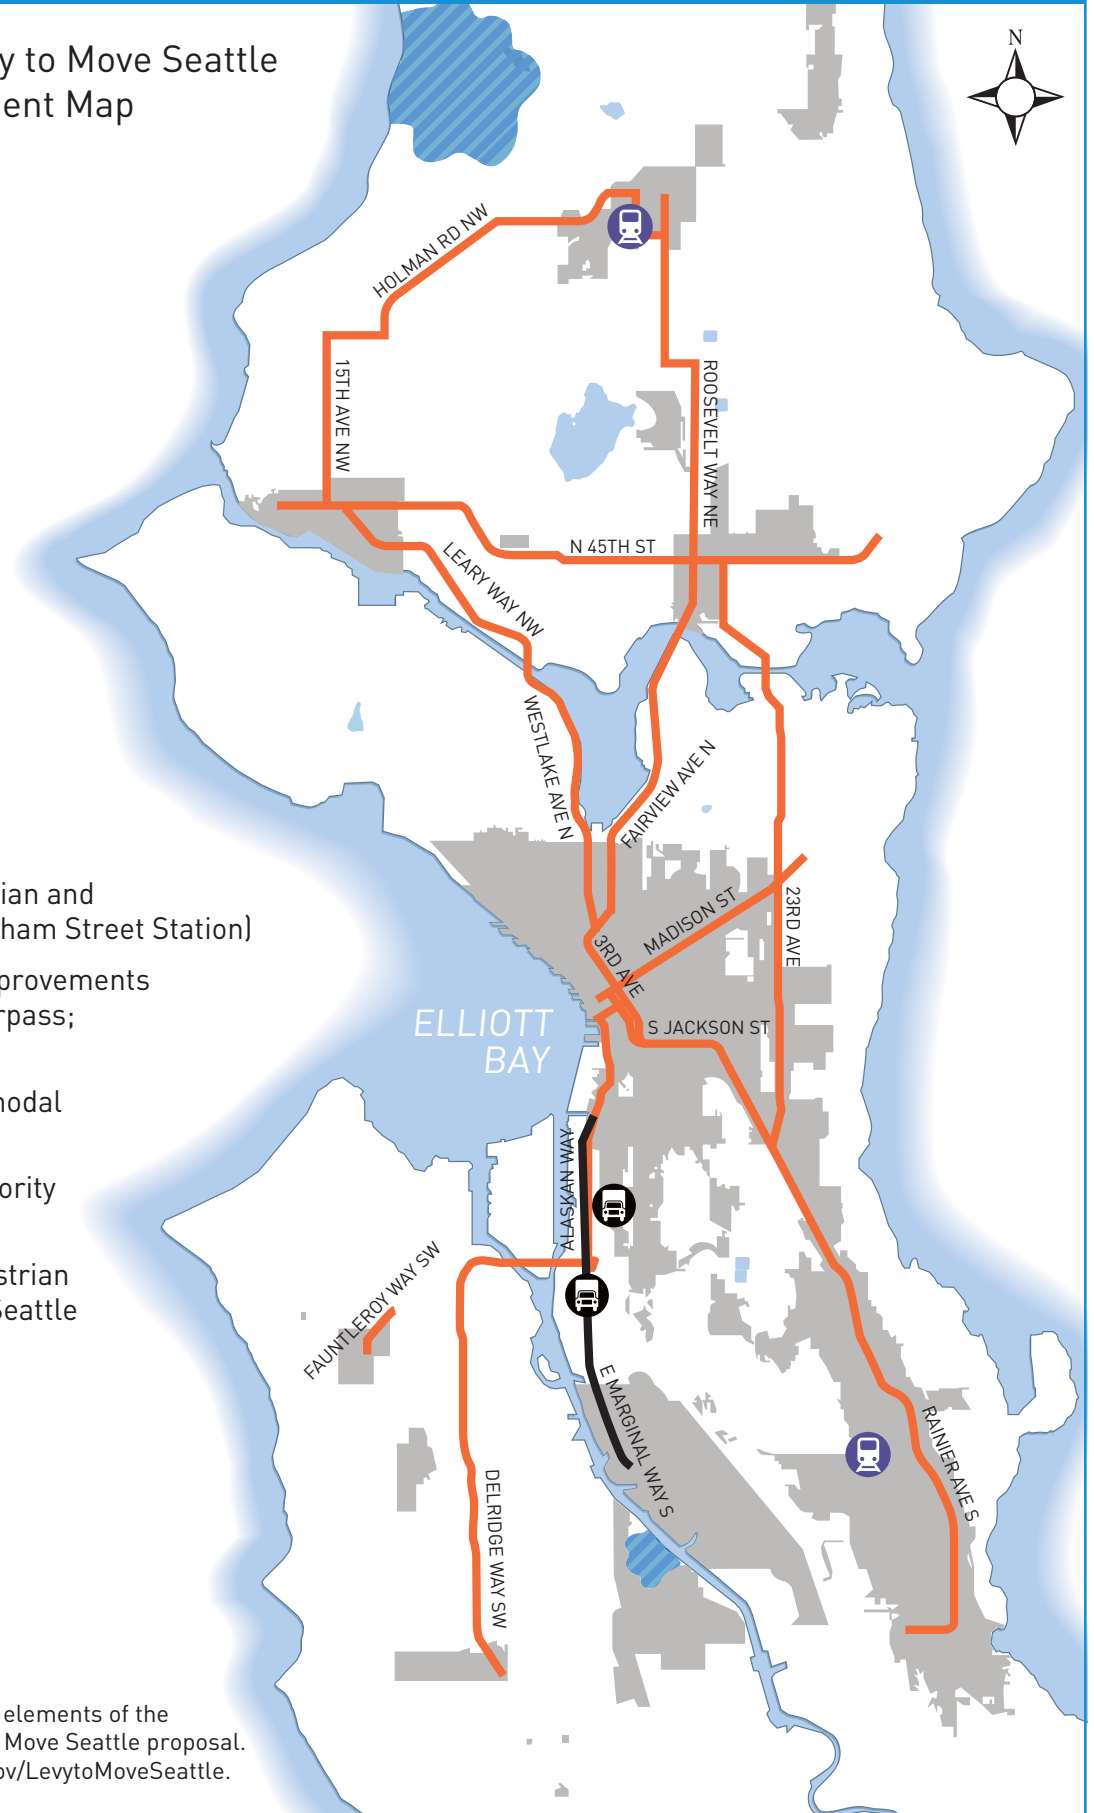 y to Move Seattle
ent Map
N
HOLMAN RD NW
15TH AVE NW
ROOSEVELT WAY NE
N 45TH ST
LEARY WAY NW
WESTLAKE AVE N
FAIRVIEW AVE N
MADISON ST
23RD AVE
3RD AVE
S JACKSON ST
ELLIOTT
BAY
ALASKAN WAY
FAUNTLEROY WAY SW
E MARGINAL WAY S
RAINIER AVE S
DELRIDGE WAY SW
ian and
ham Street Station)
provements
rpass;
nodal
ority
strian
Seattle
elements of the
Move Seattle proposal.
ov/LevytoMoveSeattle.